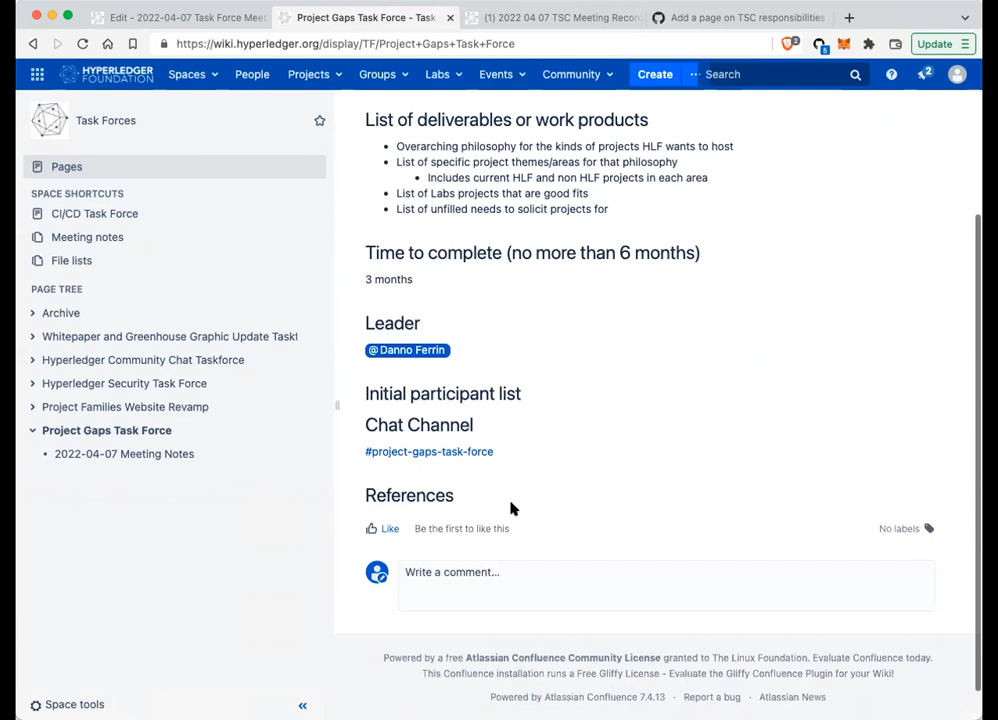 Edit - 2022-04-07 Task Force Meet
Project Gaps Task Force - Task
(1) 2022 04 07 TSC Meeting Recor
Add a page on TSC responsibilities
https://wiki.hyperledger.org/display/TF/Project+Gaps+Task+Force
2
5
Update
HYPERLEDGER
FOUNDATION
Spaces
People
Projects
Groups
Labs
Events
Community
Create
Search
2
Task Forces
Pages
SPACE SHORTCUTS
CI/CD Task Force
Meeting notes
File lists
PAGE TREE
Archive
Whitepaper and Greenhouse Graphic Update Taskf
Hyperledger Community Chat Taskforce
Hyperledger Security Task Force
Project Families Website Revamp
Project Gaps Task Force
2022-04-07 Meeting Notes
Space tools
List of deliverables or work products
Overarching philosophy for the kinds of projects HLF wants to host
List of specific project themes/areas for that philosophy
Includes current HLF and non HLF projects in each area
List of Labs projects that are good fits
List of unfilled needs to solicit projects for
Time to complete (no more than 6 months)
3 months
Leader
@Danno Ferrin
Initial participant list
Chat Channel
#project-gaps-task-force
References
Like
Be the first to like this
No labels
Write a comment...
Powered by a free Atlassian Confluence Community License granted to The Linux Foundation. Evaluate Confluence today.
This Confluence installation runs a Free Gliffy License - Evaluate the Gliffy Confluence Plugin for your Wiki!
Powered by Atlassian Confluence 7.4.13 · Report a bug · Atlassian News